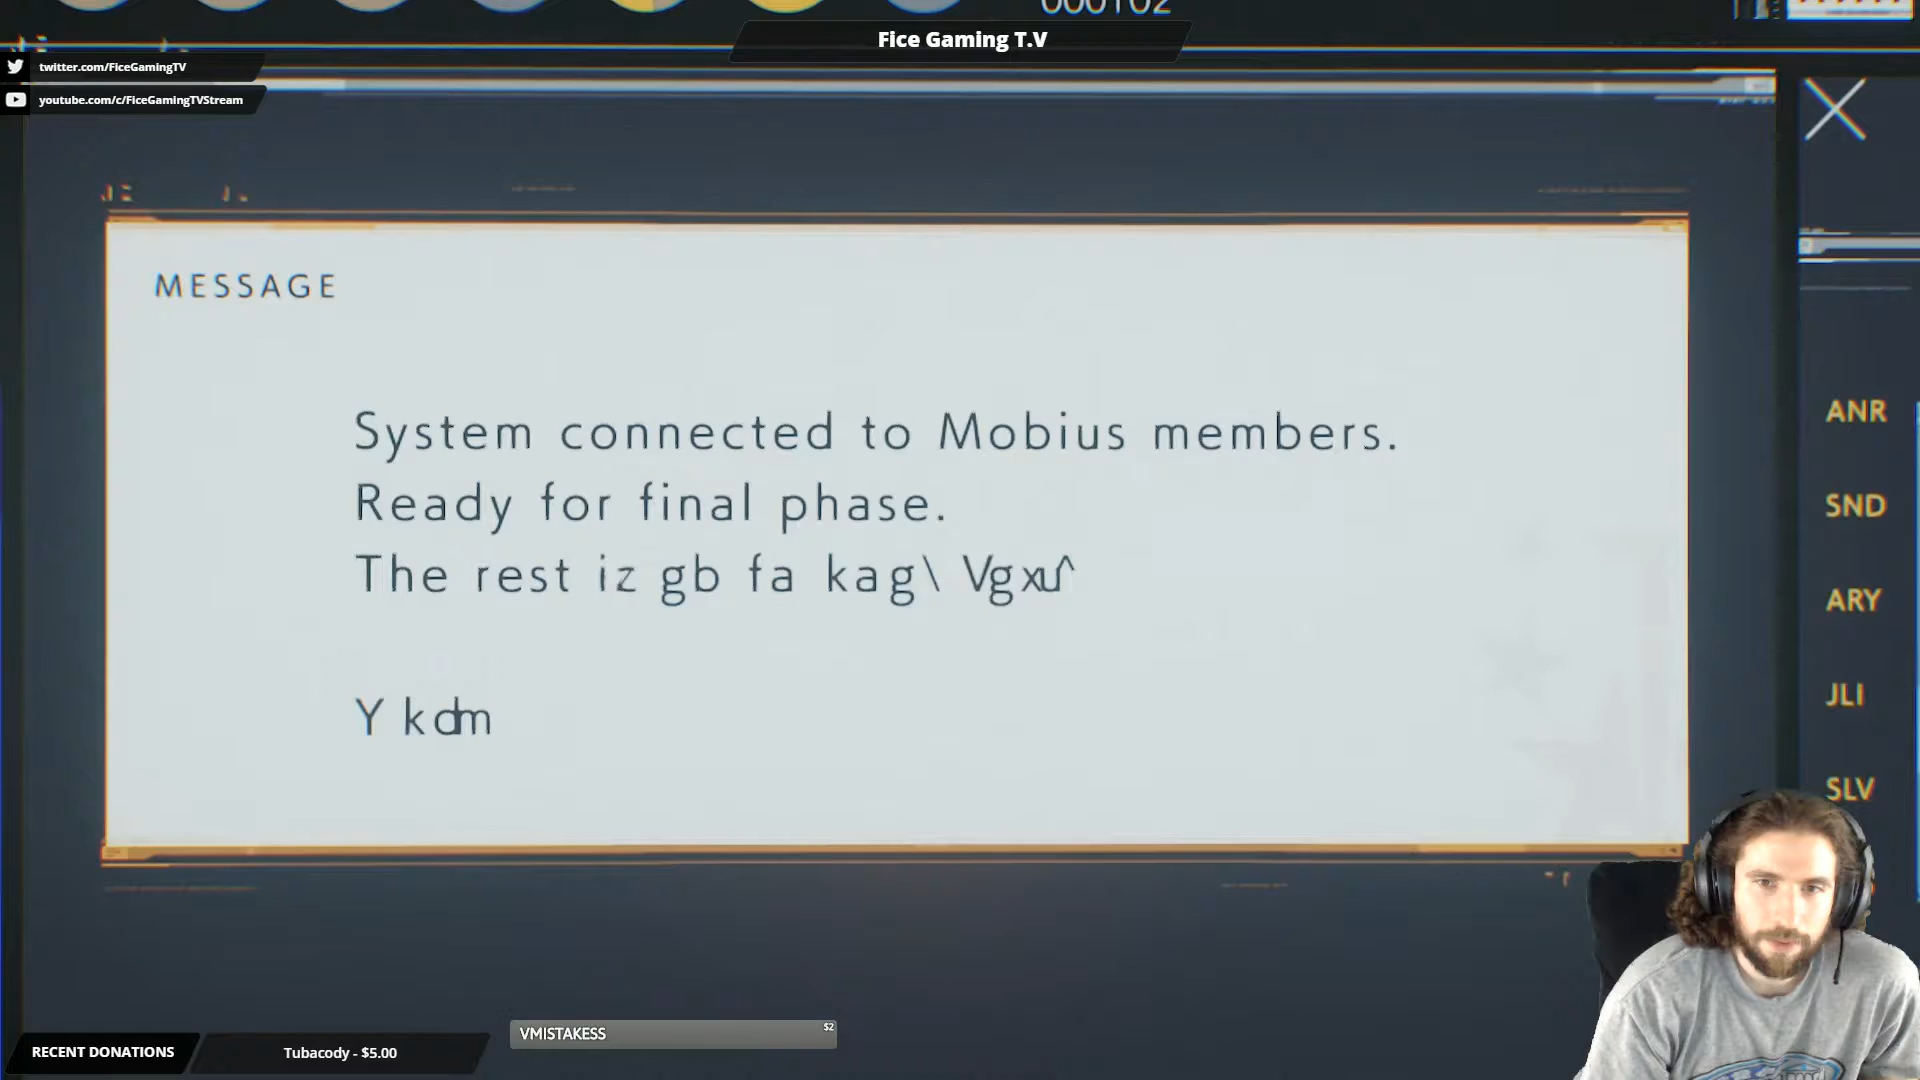 Fice Gaming T.V
twitter.com/FiceGamingTV
youtube.com/c/FiceGamingTVStream
MESSAGE
System connected to Mobius members.
Ready for final phase.
The rest iz gb fa kag\ Vgxu^
Y kdm
ANR
SND
ARY
JLI
SLV
RECENT DONATIONS
Tubacody - $5.00
VMISTAKESS
$2